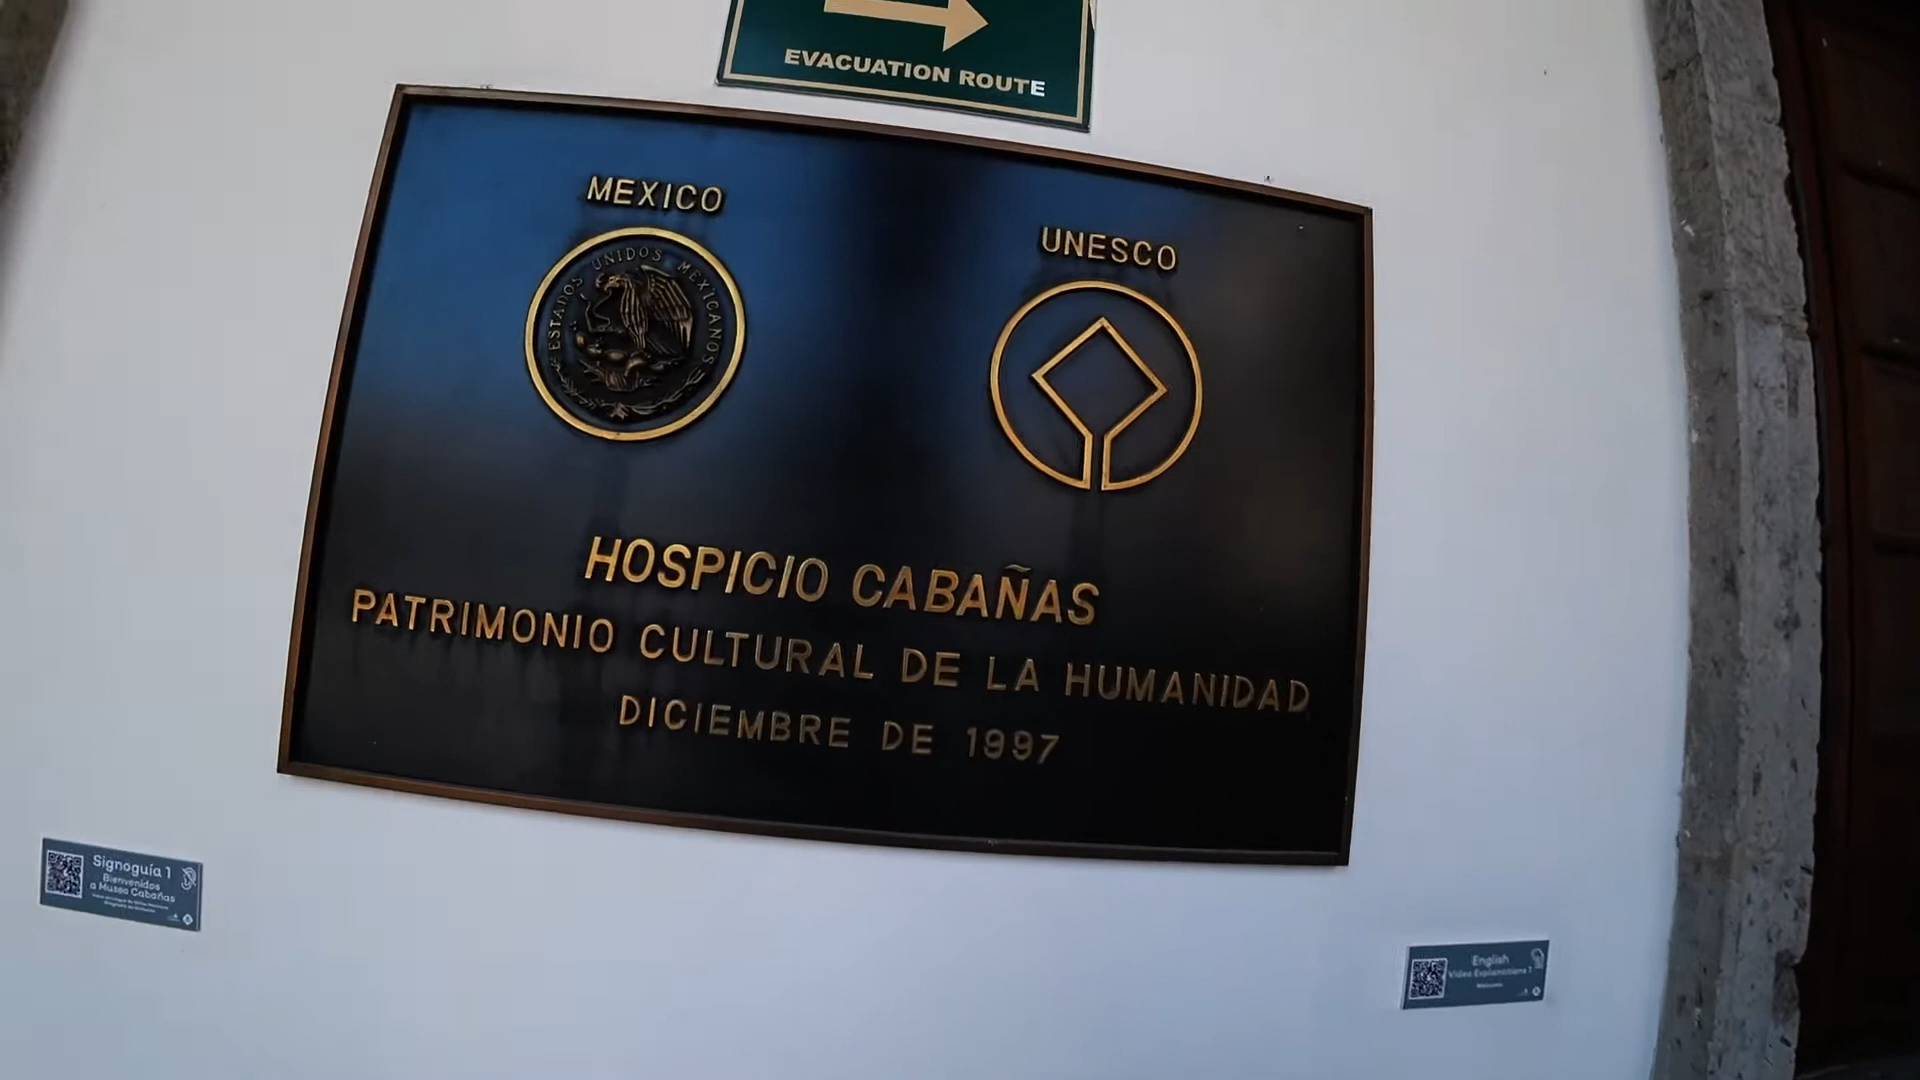 EVACUATION ROUTE
MEXICO
ESTADOS UNIDOS MEXICANOS
UNESCO
HOSPICIO CABAÑAS
PATRIMONIO CULTURAL DE LA HUMANIDAD
DICIEMBRE DE 1997
Signoguía 1
Bienvenidos
a Museo Cabañas
English
Video Explanations 1
Welcome